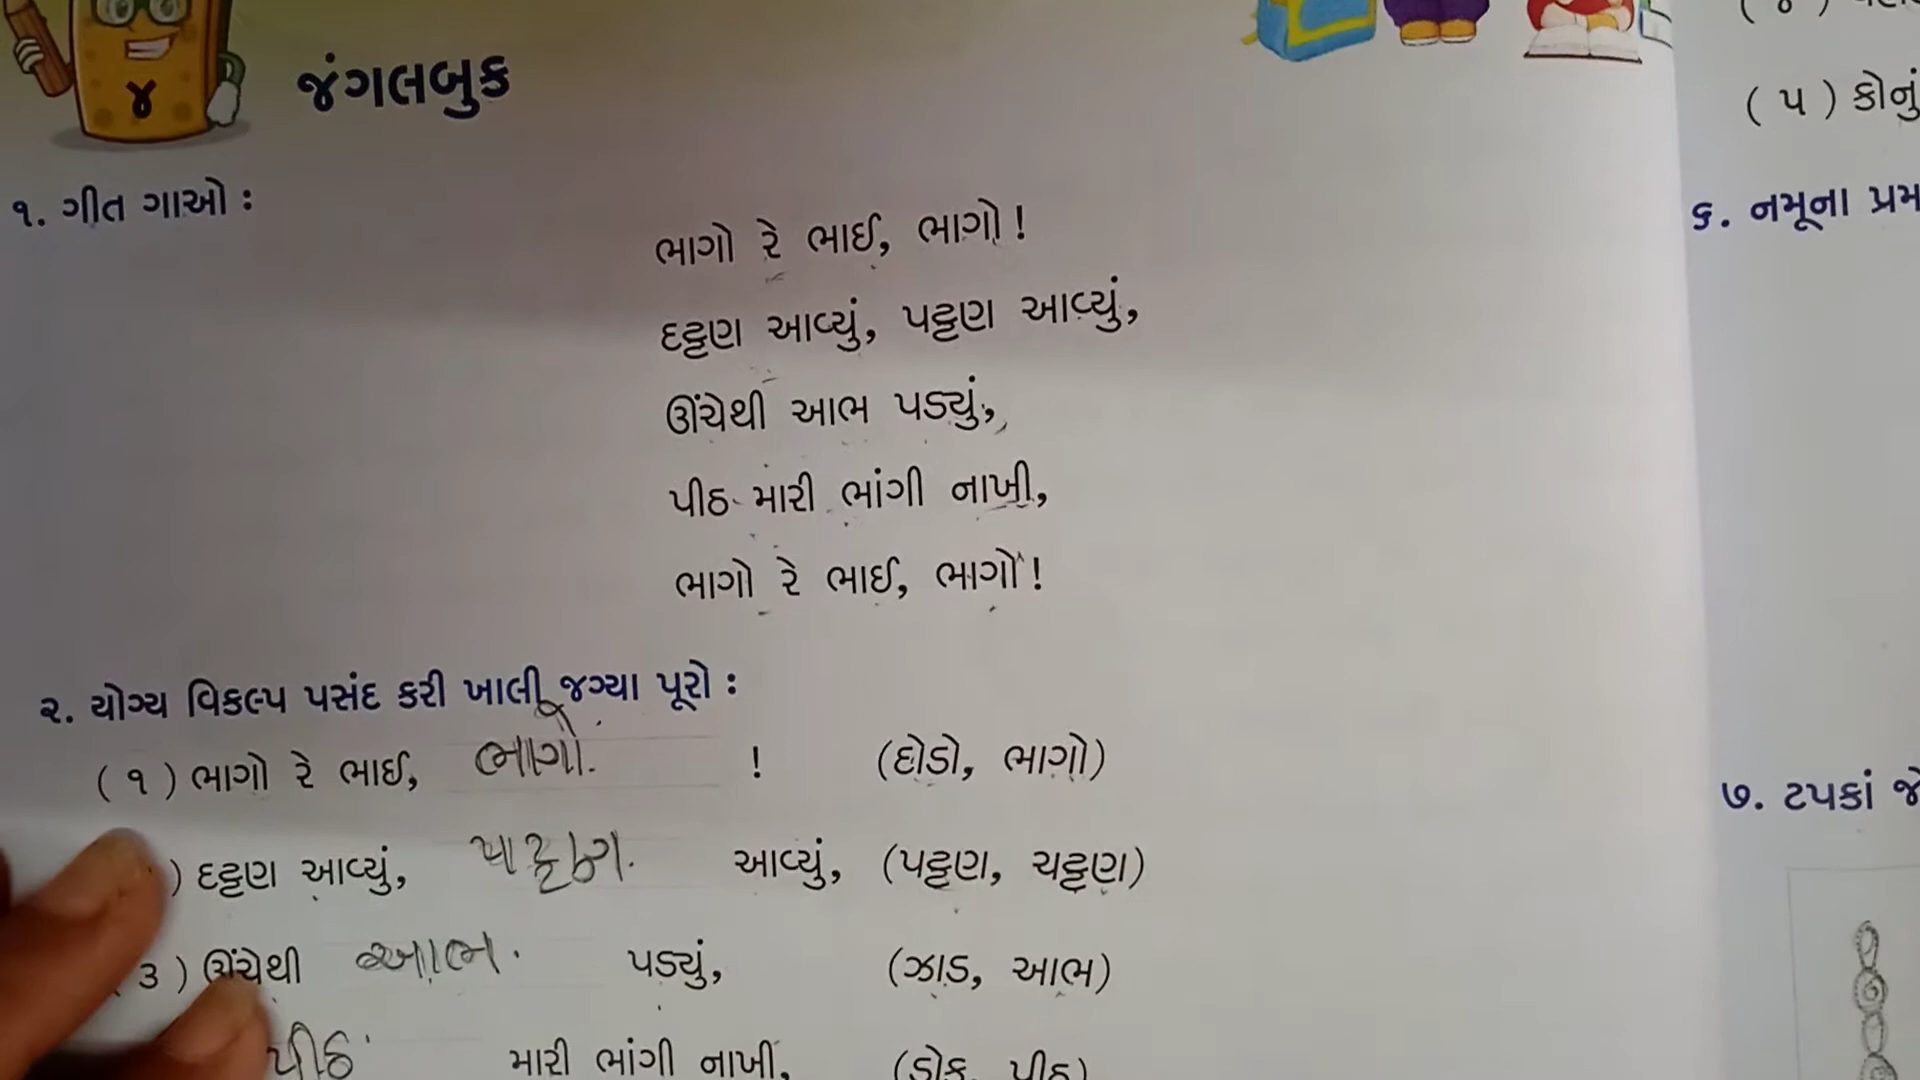 ૪
જંગલબુક
૧. ગીત ગાઓ :
ભાગો રે ભાઈ, ભાગો !
દટ્ટણ આવ્યું, પટ્ટણ આવ્યું,
ઊંચેથી આભ પડ્યું,
પીઠ મારી ભાંગી નાખી,
ભાગો રે ભાઈ, ભાગો !
૨. યોગ્ય વિકલ્પ પસંદ કરી ખાલી જગ્યા પૂરો :
( ૧ ) ભાગો રે ભાઈ, ભાગો. ! (દોડો, ભાગો)
) દટ્ટણ આવ્યું, પટ્ટણ. આવ્યું, (પટ્ટણ, ચટ્ટણ)
૩ ) ઊંચેથી આભ. પડ્યું, (ઝાડ, આભ)
પીઠ મારી ભાંગી નાખી, (ડોક, પીઠ)
( ૫ ) કોનું
૬. નમૂના પ્રમ
૭. ટપકાં જો